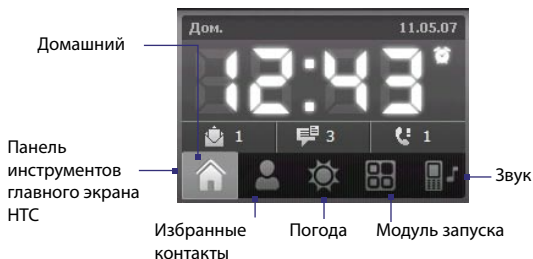 Домашний
Дом.
11.05.07
12:43
1
3
1
Панель
инструментов
главного экрана
HTC
Звук
Избранные
контакты
Погода
Модуль запуска